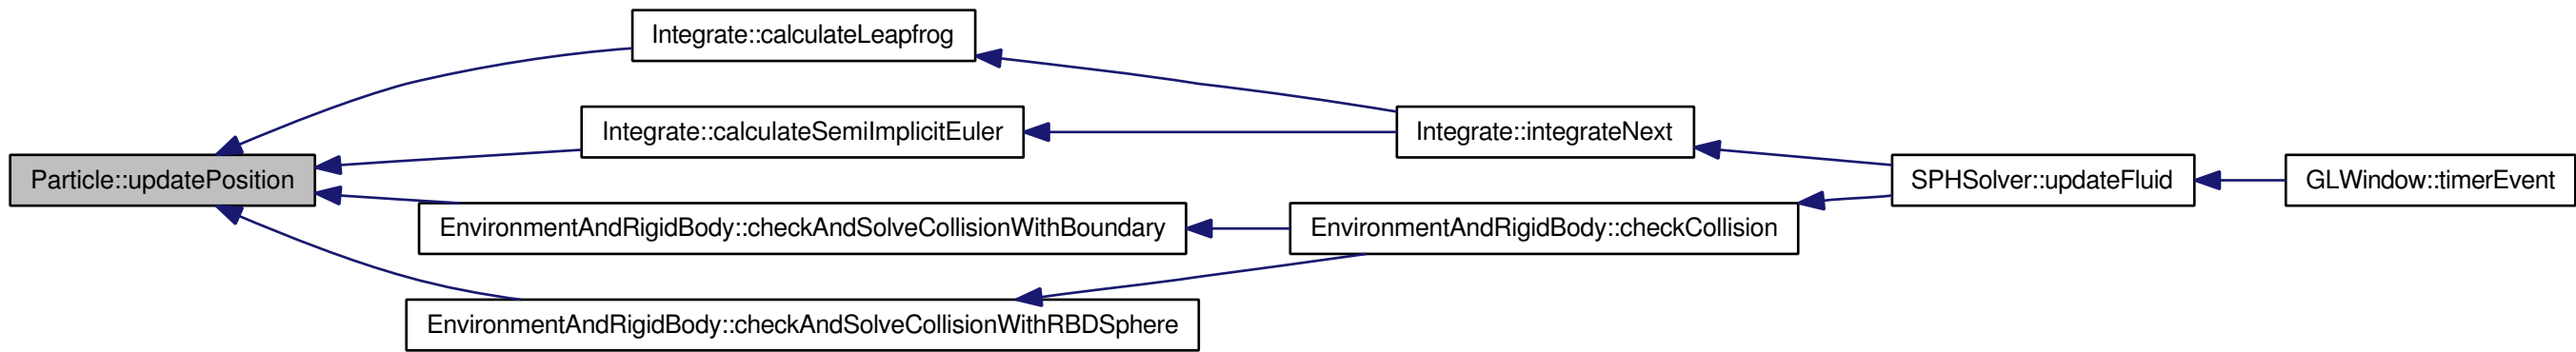 Integrate::calculateLeapfrog
Integrate::calculateSemiImplicitEuler
Integrate::integrateNext
Particle::updatePosition
SPHSolver::updateFluid
GLWindow::timerEvent
EnvironmentAndRigidBody::checkAndSolveCollisionWithBoundary
EnvironmentAndRigidBody::checkCollision
EnvironmentAndRigidBody::checkAndSolveCollisionWithRBDSphere